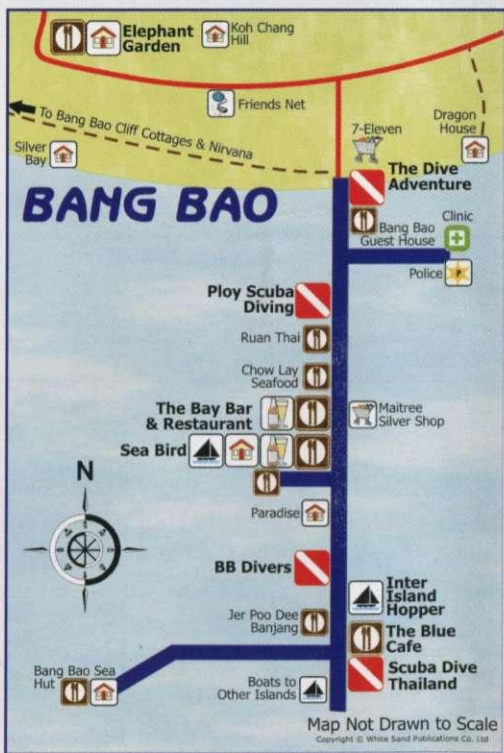 Elephant
Garden
Koh Chang
Hill
Friends Net
To Bang Bao Cliff Cottages & Nirvana
Silver
Bay
7-Eleven
Dragon
House
BANG BAO
The Dive
Adventure
Bang Bao
Guest House
Clinic
Police
P
Ploy Scuba
Diving
Ruan Thai
Chow Lay
Seafood
The Bay Bar
& Restaurant
Maitree
Silver Shop
Sea Bird
N
Paradise
BB Divers
Inter
Island
Hopper
Jer Poo Dee
Banjang
The Blue
Cafe
Bang Bao Sea
Hut
Boats to
Other Islands
Scuba Dive
Thailand
Map Not Drawn to Scale
Copyright © White Sand Publications Co. Ltd